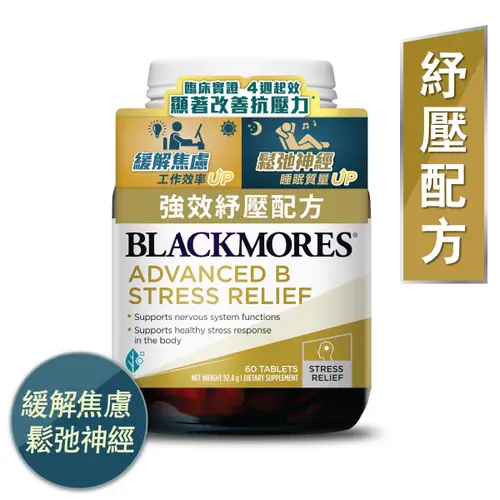 臨床實證 4週起效
顯著改善抗壓力*
緩解焦慮
工作效率UP
鬆弛神經
睡眠質量UP
強效紓壓配方
BLACKMORES®
ADVANCED B
STRESS RELIEF
• Supports nervous system functions
• Supports healthy stress response
in the body
60 TABLETS
NET WEIGHT 92.4 g | DIETARY SUPPLEMENT
STRESS
RELIEF
紓壓配方
緩解焦慮
鬆弛神經